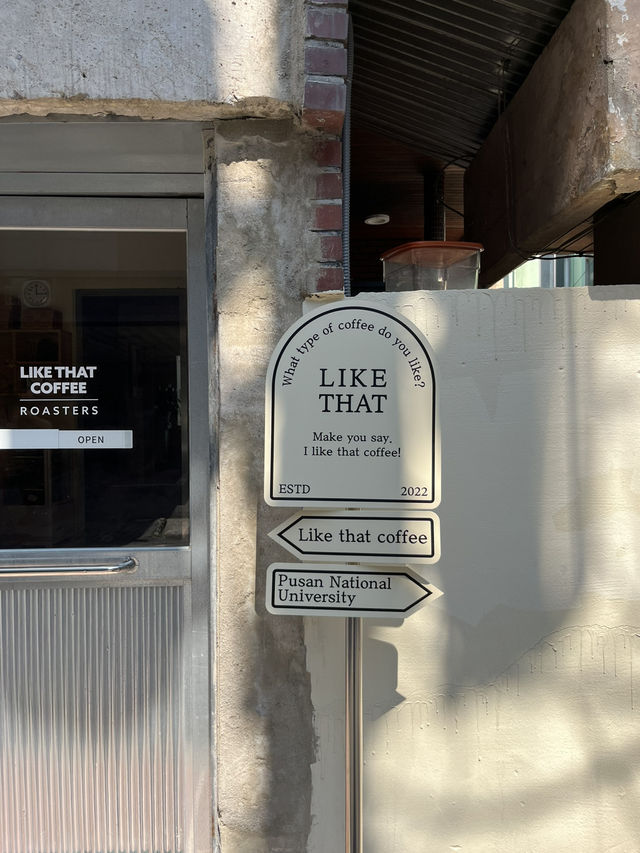 LIKE THAT
COFFEE
ROASTERS
OPEN
What type of coffee do you like?
LIKE
THAT
Make you say,
I like that coffee!
ESTD 2022
Like that coffee
Pusan National
University